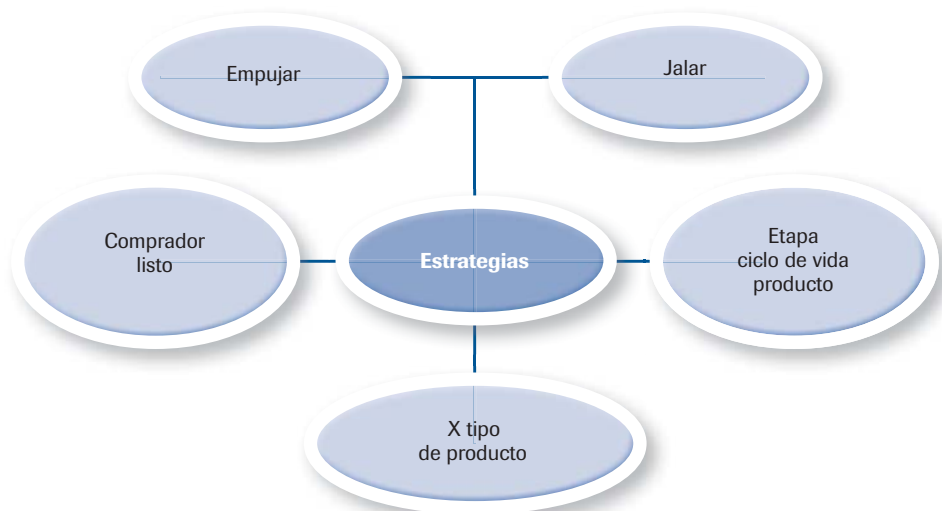 Empujar
Jalar
Comprador
listo
Estrategias
Etapa
ciclo de vida
producto
X tipo
de producto